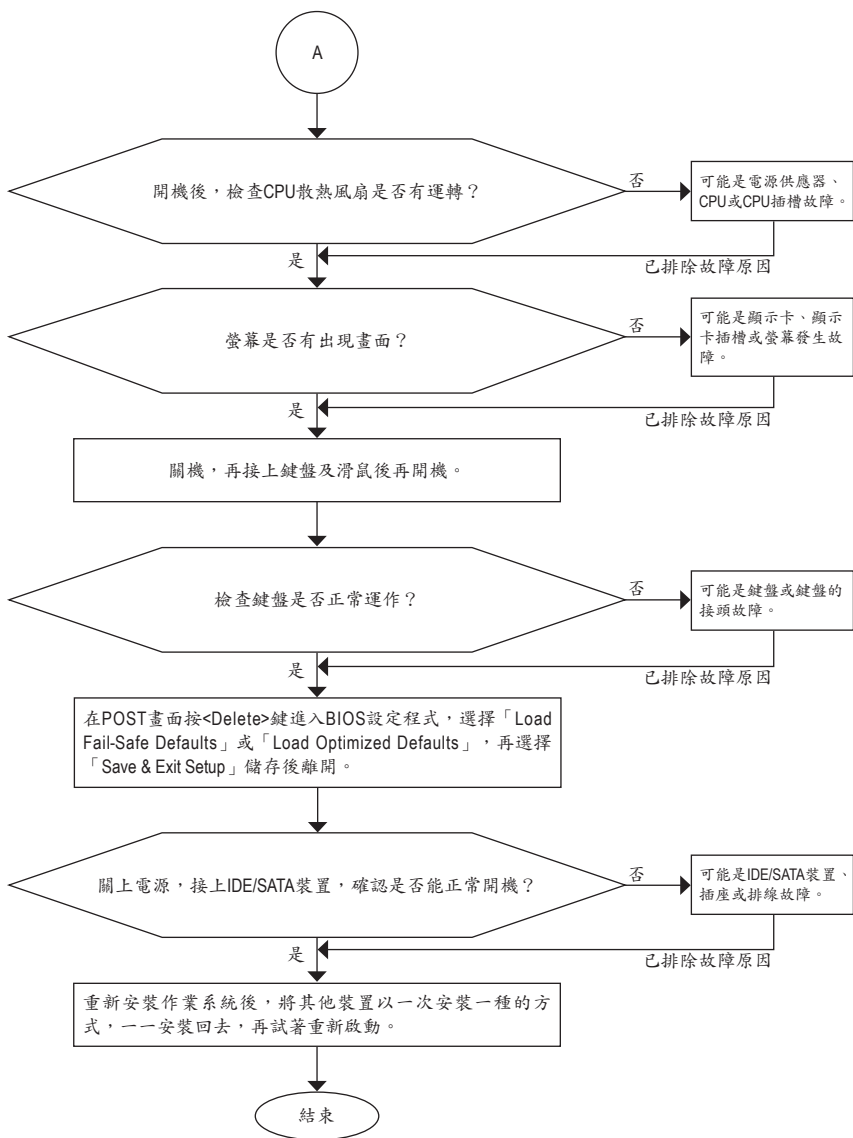 A
開機後，檢查CPU散熱風扇是否有運轉？
否
可能是電源供應器、
CPU或CPU插槽故障。
是
已排除故障原因
螢幕是否有出現畫面？
否
可能是顯示卡、顯示
卡插槽或螢幕發生故
障。
是
已排除故障原因
關機，再接上鍵盤及滑鼠後再開機。
檢查鍵盤是否正常運作？
否
可能是鍵盤或鍵盤的
接頭故障。
是
已排除故障原因
在POST畫面按<Delete>鍵進入BIOS設定程式，選擇「Load
Fail-Safe Defaults」或「Load Optimized Defaults」，再選擇
「Save & Exit Setup」儲存後離開。
關上電源，接上IDE/SATA裝置，確認是否能正常開機？
否
可能是IDE/SATA裝置、
插座或排線故障。
是
已排除故障原因
重新安裝作業系統後，將其他裝置以一次安裝一種的方
式，一一安裝回去，再試著重新啟動。
結束